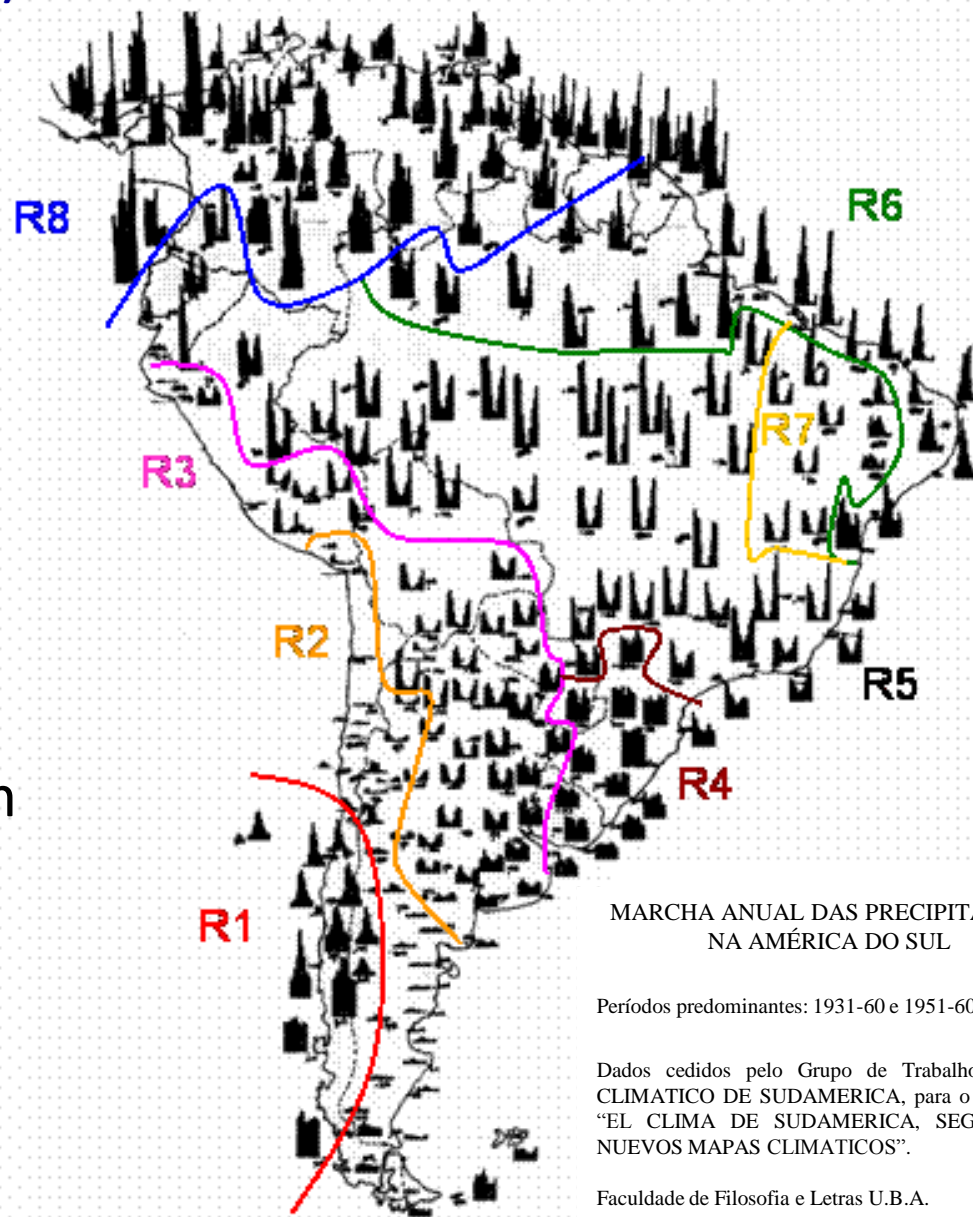 R8
R6
R7
R3
R2
R5
R4
R1
MARCHA ANUAL DAS PRECIPITA
NA AMÉRICA DO SUL
Períodos predominantes: 1931-60 e 1951-60
Dados cedidos pelo Grupo de Trabalho
CLIMATICO DE SUDAMERICA, para o
“EL CLIMA DE SUDAMERICA, SEG
NUEVOS MAPAS CLIMATICOS”.
Faculdade de Filosofia e Letras U.B.A.